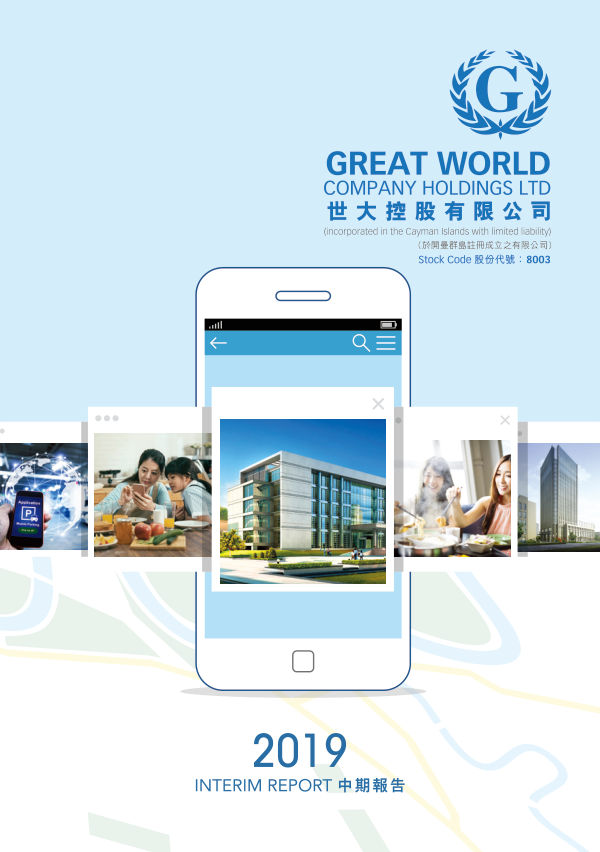 G
GREAT WORLD
COMPANY HOLDINGS LTD
世大控股有限公司
(incorporated in the Cayman Islands with limited liability)
(於開曼群島註冊成立之有限公司)
Stock Code 股份代號：8003
Application
P
Mobile Parking
2019
INTERIM REPORT 中期報告